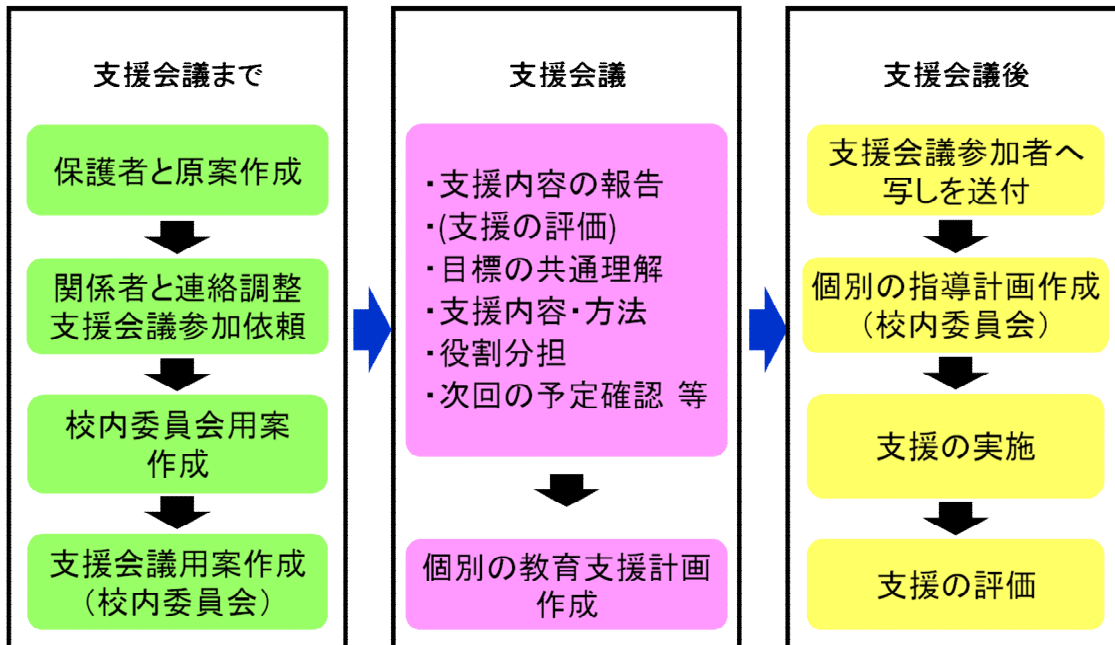 支援会議まで
保護者と原案作成
関係者と連絡調整
支援会議参加依頼
校内委員会用案
作成
支援会議用案作成
（校内委員会）
支援会議
・支援内容の報告
・(支援の評価)
・目標の共通理解
・支援内容・方法
・役割分担
・次回の予定確認 等
個別の教育支援計画
作成
支援会議後
支援会議参加者へ
写しを送付
個別の指導計画作成
（校内委員会）
支援の実施
支援の評価